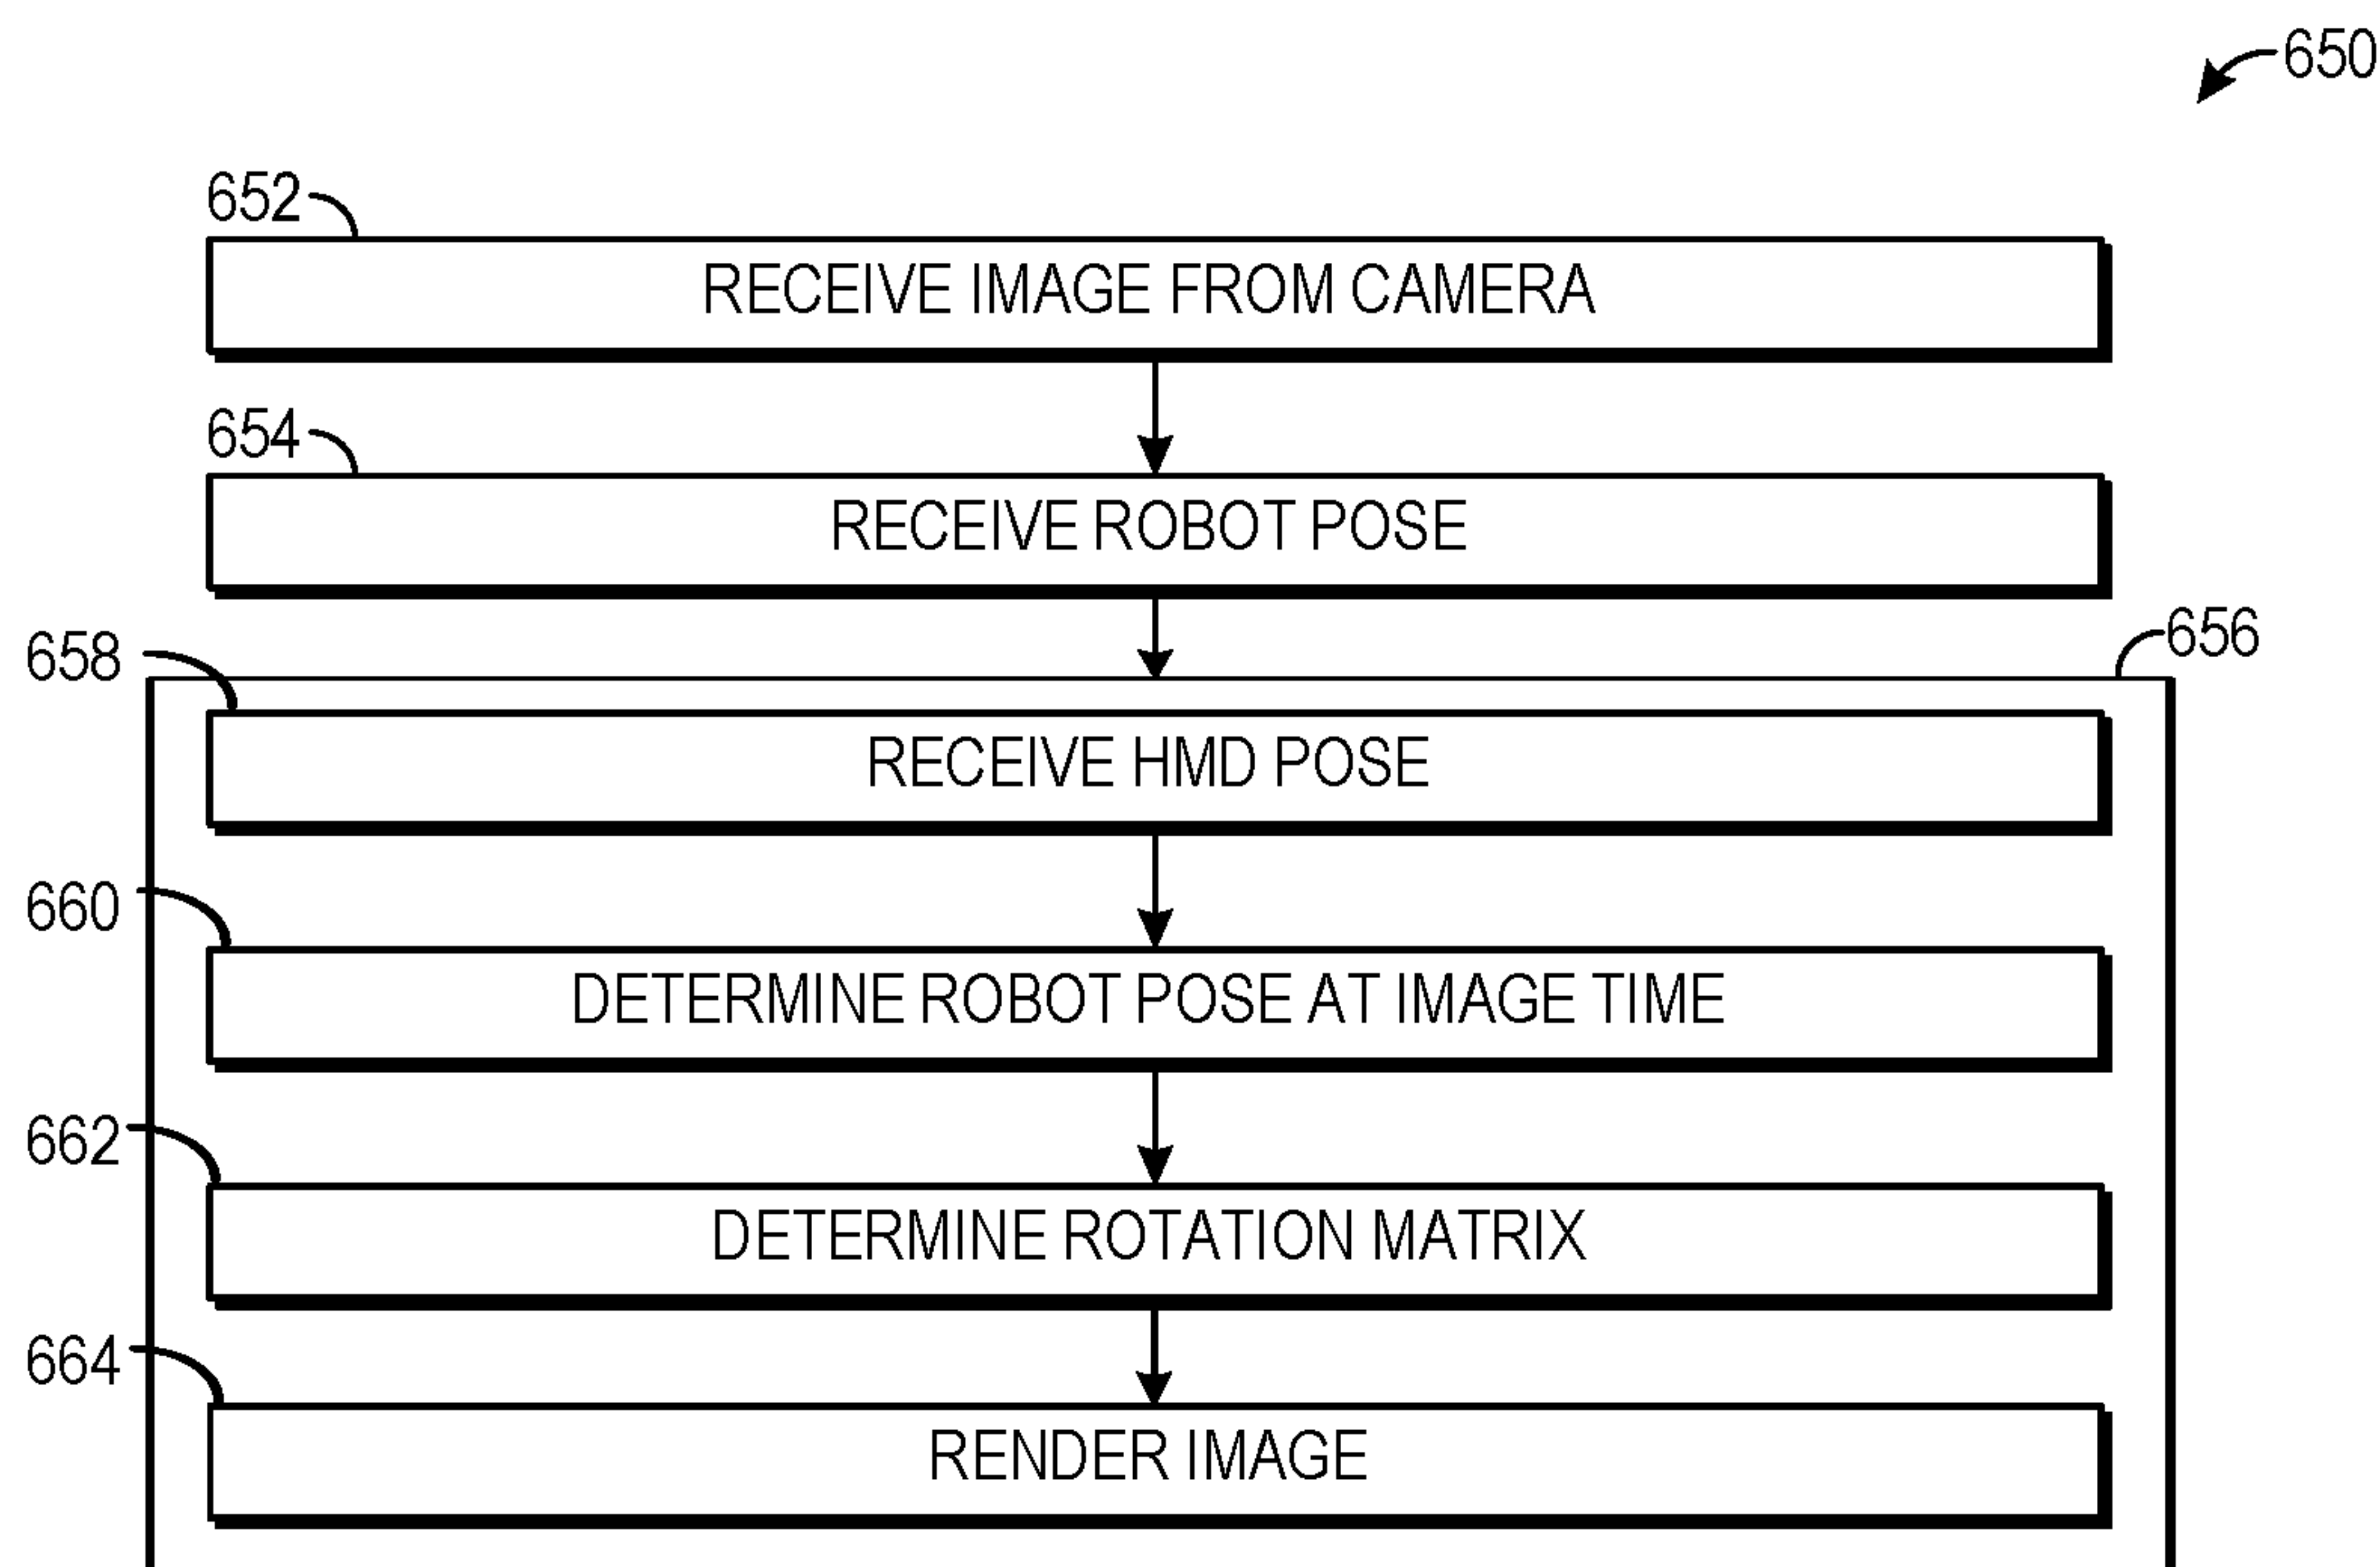 650
652
RECEIVE IMAGE FROM CAMERA
654
RECEIVE ROBOT POSE
656
658
RECEIVE HMD POSE
660
DETERMINE ROBOT POSE AT IMAGE TIME
662
DETERMINE ROTATION MATRIX
664
RENDER IMAGE